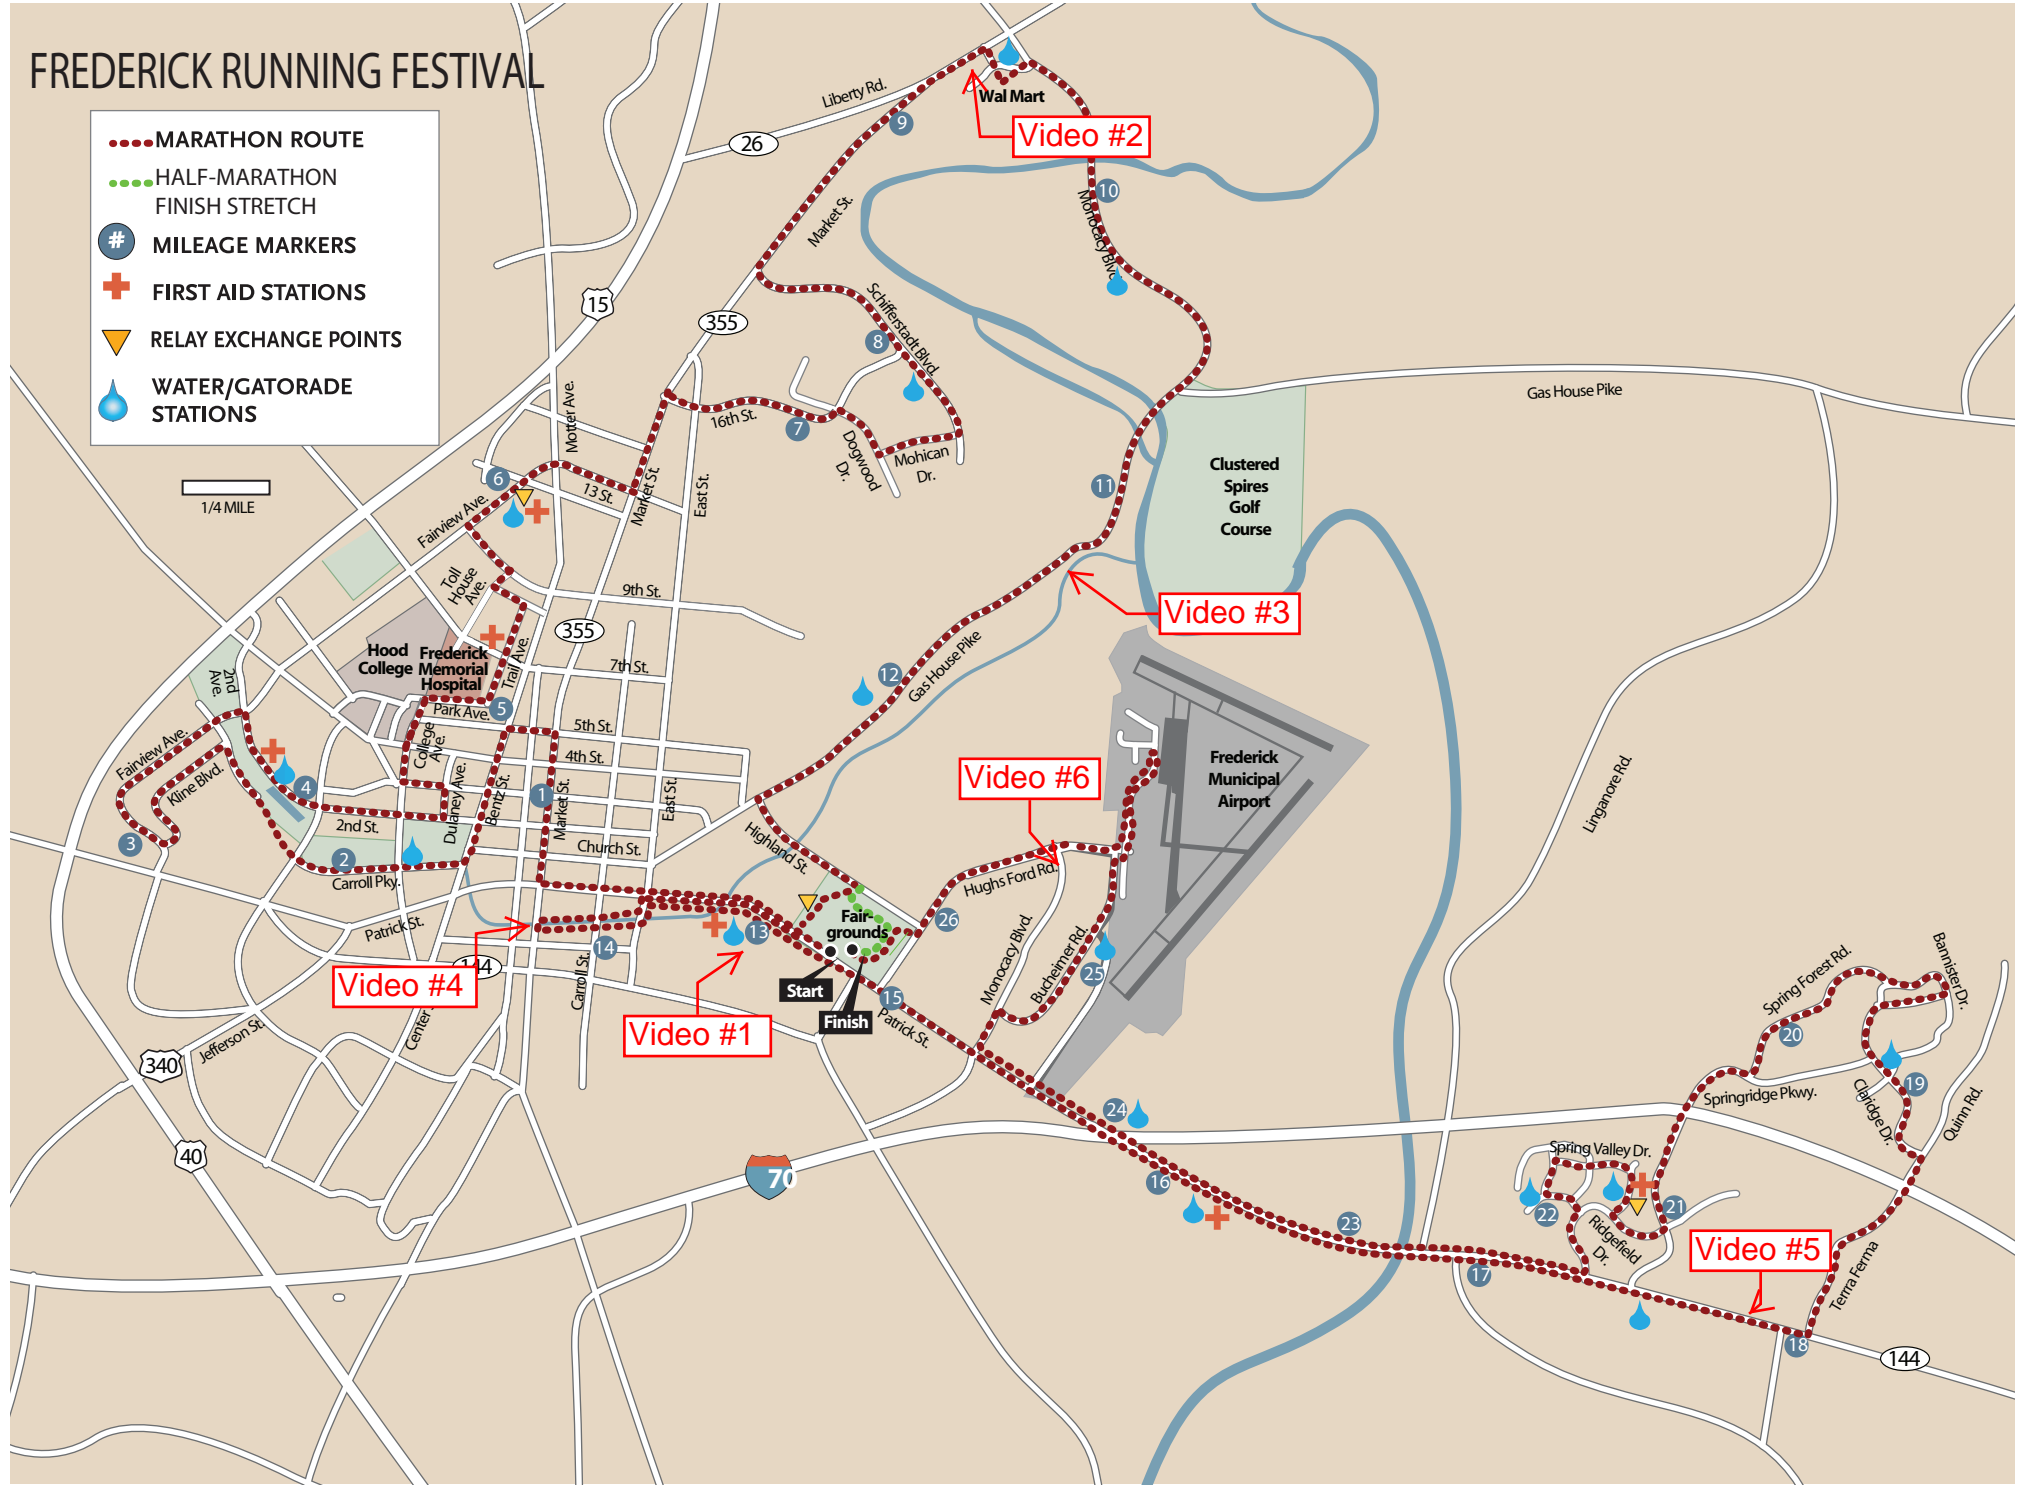 FREDERICK RUNNING FESTIVAL
MARATHON ROUTE
HALF-MARATHON
FINISH STRETCH
#
MILEAGE MARKERS
FIRST AID STATIONS
RELAY EXCHANGE POINTS
WATER/GATORADE
STATIONS
1/4 MILE
Liberty Rd.
26
9
Wal Mart
Video #2
10
Monocacy Blvd.
Market St.
15
355
Schifferstadt Blvd.
8
Gas House Pike
Motter Ave.
16th St.
7
Dogwood
Dr.
Mohican
Dr.
6
13 St.
Market St.
East St.
Fairview Ave.
11
Clustered
Spires
Golf
Course
Toll
House
Ave.
9th St.
355
Video #3
Hood
College
Frederick
Memorial
Hospital
Trail Ave.
7th St.
12
Gas House Pike
2nd
Ave.
Park Ave.
5
5th St.
College
Ave.
4th St.
Fairview Ave.
Kline Blvd.
4
Dulaney Ave.
Bentz St.
1
Market St.
East St.
Video #6
Frederick
Municipal
Airport
Linganore Rd.
3
2nd St.
2
Carroll Pky.
Church St.
Highland St.
Hughs Ford Rd.
Patrick St.
13
14
Fair-
grounds
26
144
Video #4
Carroll St.
Start
Finish
15
Patrick St.
Monocacy Blvd.
Bucheimer Rd.
25
Video #1
Center
Jefferson St.
340
40
70
Spring Forest Rd.
Bannister Dr.
20
19
Springridge Pkwy.
Claridge Dr.
Quinn Rd.
24
16
Spring Valley Dr.
22
21
Ridgefield
Dr.
23
17
Video #5
Terrra Ferma
18
144